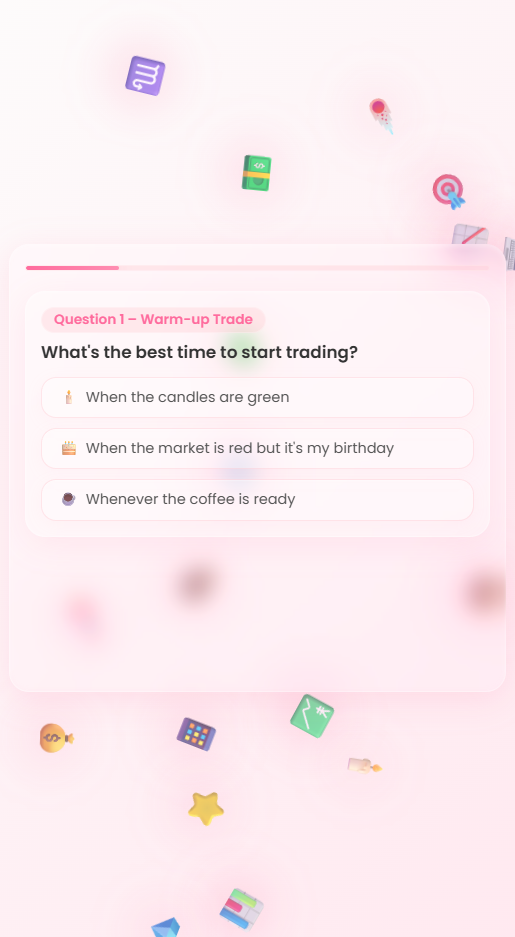 Question 1 – Warm-up Trade
What's the best time to start trading?
When the candles are green
When the market is red but it's my birthday
Whenever the coffee is ready